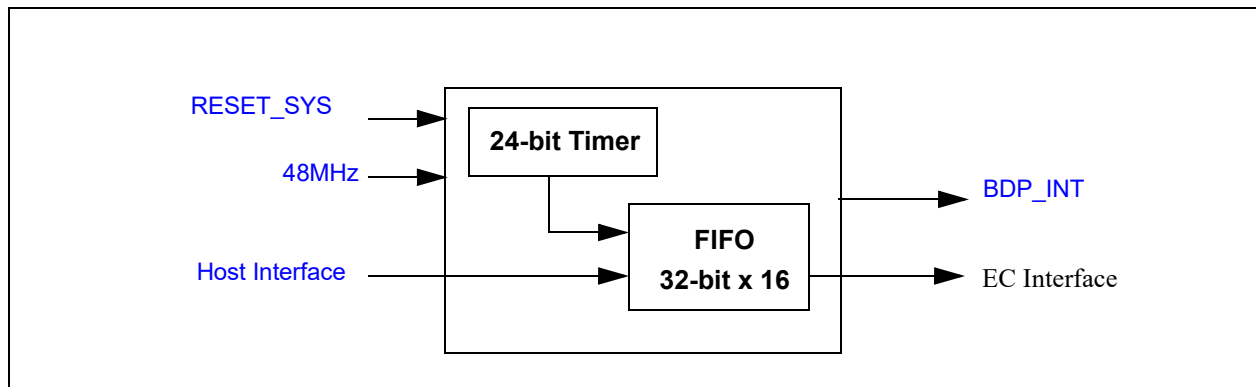 RESET_SYS
24-bit Timer
48MHz
BDP_INT
FIFO
32-bit x 16
Host Interface
EC Interface